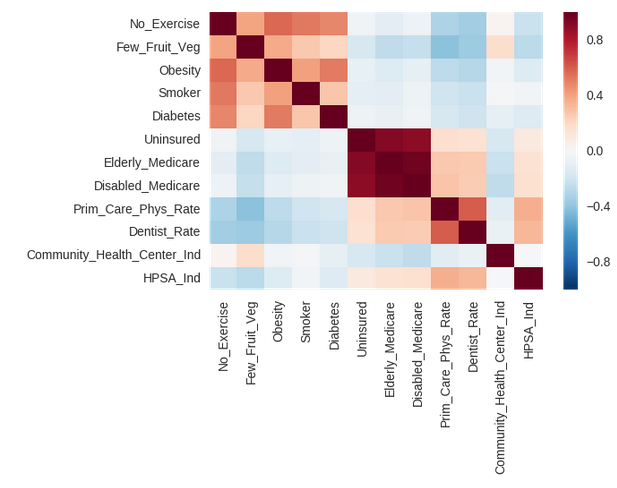 No_Exercise
Few_Fruit_Veg
Obesity
Smoker
Diabetes
Uninsured
Elderly_Medicare
Disabled_Medicare
Prim_Care_Phys_Rate
Dentist_Rate
Community_Health_Center_Ind
HPSA_Ind
No_Exercise
Few_Fruit_Veg
Obesity
Smoker
Diabetes
Uninsured
Elderly_Medicare
Disabled_Medicare
Prim_Care_Phys_Rate
Dentist_Rate
Community_Health_Center_Ind
HPSA_Ind
0.8
0.4
0.0
−0.4
−0.8